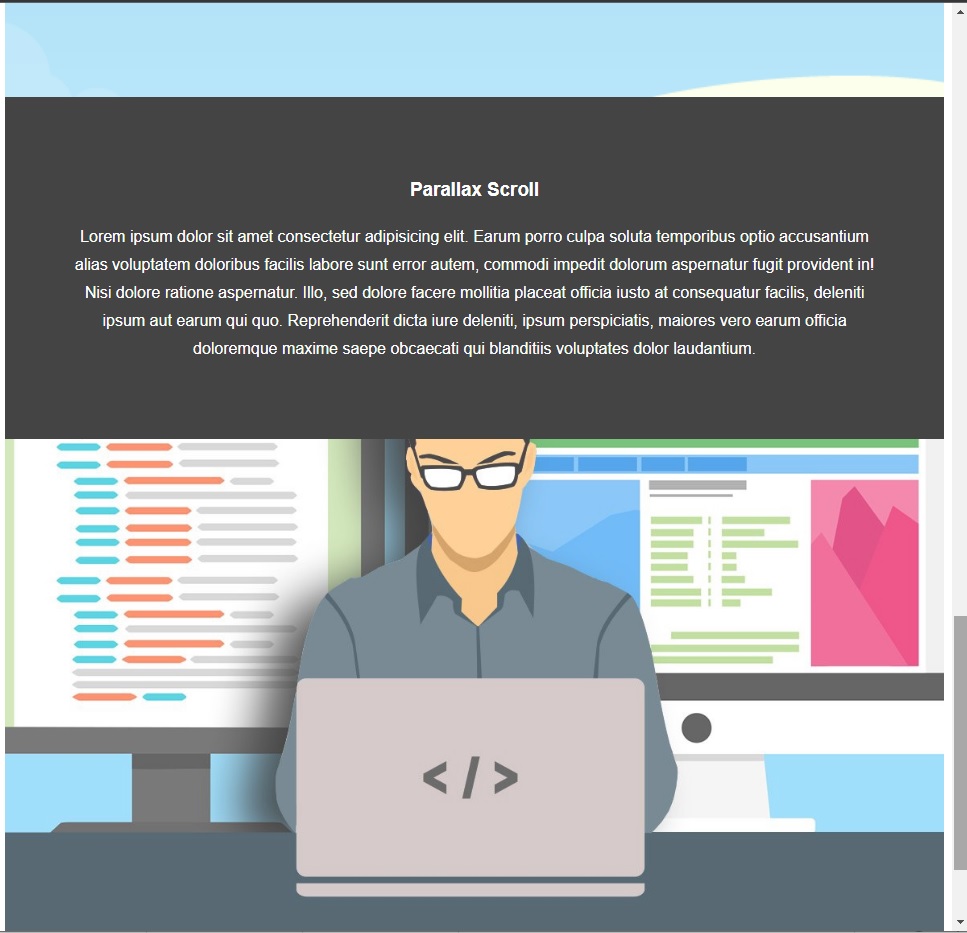 Parallax Scroll
Lorem ipsum dolor sit amet consectetur adipisicing elit. Earum porro culpa soluta temporibus optio accusantium
alias voluptatem doloribus facilis labore sunt error autem, commodi impedit dolorum aspernatur fugit provident in!
Nisi dolore ratione aspernatur. Illo, sed dolore facere mollitia placeat officia iusto at consequatur facilis, deleniti
ipsum aut earum qui quo. Reprehenderit dicta iure deleniti, ipsum perspiciatis, maiores vero earum officia
doloremque maxime saepe obcaecati qui blanditiis voluptates dolor laudantium.
</>